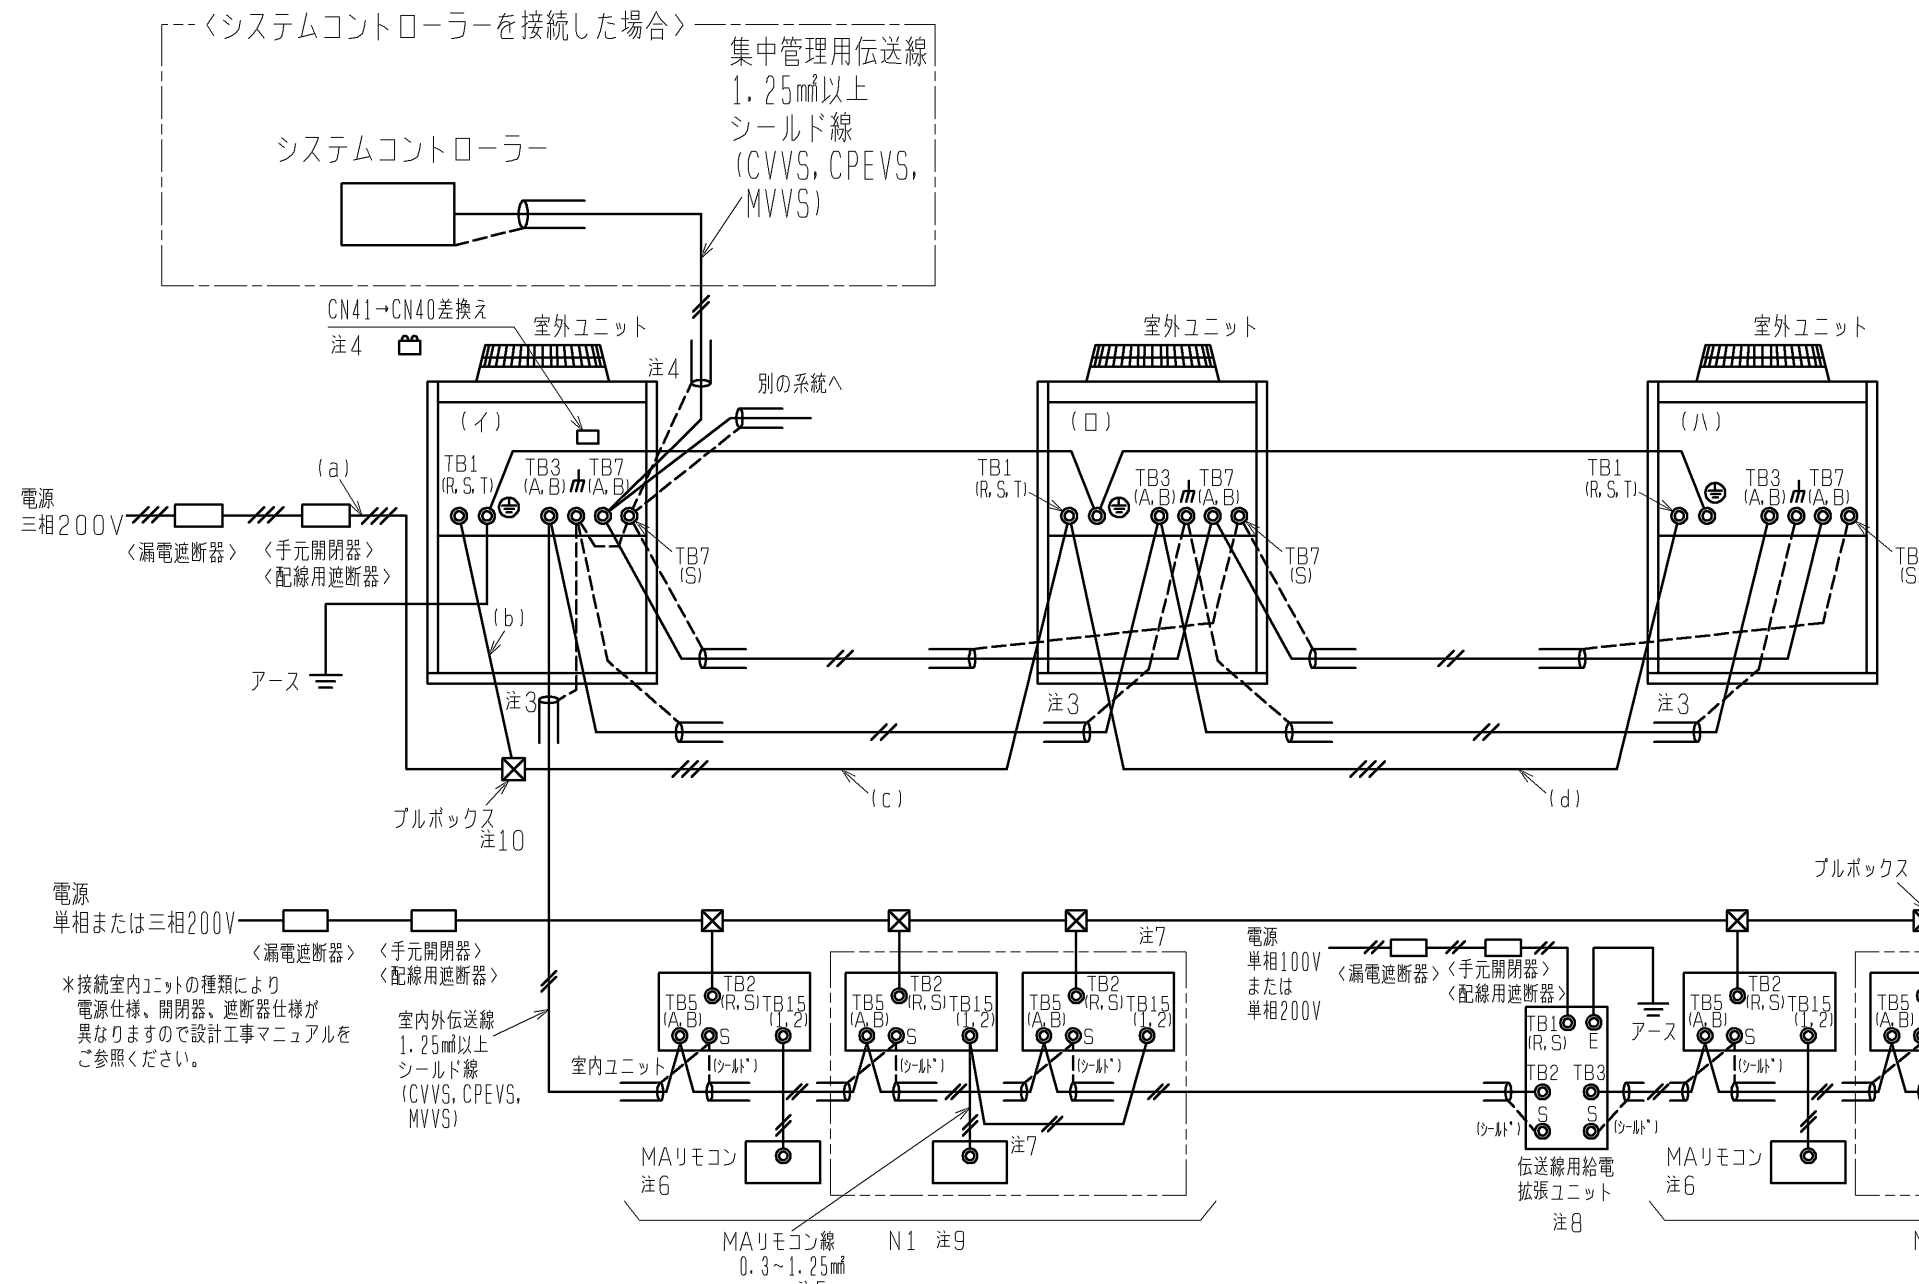 〈システムコントローラーを接続した場合〉
集中管理用伝送線
1.25㎟以上
シールド線
(CVVS, CPEVS,
MVVS)
システムコントローラー
CN41→CN40差換え
注4
室外ユニット
注4
別の系統へ
室外ユニット
室外ユニット
(イ)
(ロ)
(ハ)
電源
三相200V
〈漏電遮断器〉
〈手元開閉器〉
〈配線用遮断器〉
(a)
TB1
(R, S, T)
TB3
(A, B)
TB7
(A, B)
TB7
(S)
TB1
(R, S, T)
TB3
(A, B)
TB7
(A, B)
TB7
(S)
TB1
(R, S, T)
TB3
(A, B)
TB7
(A, B)
TB
(S
(b)
アース
注3
注3
注3
(c)
(d)
プルボックス
注10
プルボックス
電源
単相または三相200V
〈漏電遮断器〉
〈手元開閉器〉
〈配線用遮断器〉
＊接続室内ユニットの種類により
電源仕様、開閉器、遮断器仕様が
異なりますので設計工事マニュアルを
ご参照ください。
室内外伝送線
1.25㎟以上
シールド線
(CVVS, CPEVS,
MVVS)
室内ユニット
TB2
(R, S)
TB5
(A, B)
TB15
(1, 2)
S
(シールド)
TB2
(R, S)
TB5
(A, B)
TB15
(1, 2)
S
(シールド)
注7
TB2
(R, S)
TB5
(A, B)
TB15
(1, 2)
S
(シールド)
MAリモコン
注6
注7
MAリモコン線
0.3～1.25㎟
N1 注9
電源
単相100V
または
単相200V
〈漏電遮断器〉
〈手元開閉器〉
〈配線用遮断器〉
アース
TB1
(R, S)
E
TB2
TB3
S
S
(シールド)
(シールド)
伝送線用給電
拡張ユニット
注8
TB2
(R, S)
TB5
(A, B)
TB15
(1, 2)
S
(シールド)
MAリモコン
注6
TB5
(A, B)